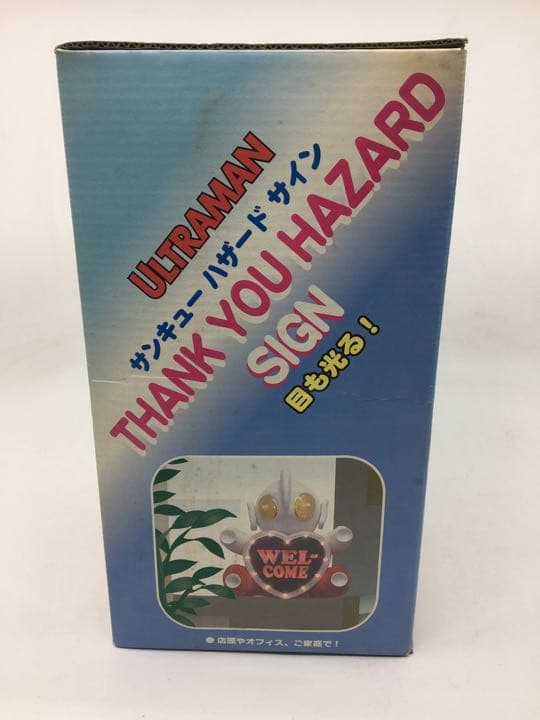 ULTRAMAN
サンキュー ハザード サイン
THANK YOU HAZARD
SIGN
目も光る!
WEL-
COME
● 店頭やオフィス、ご家庭で!